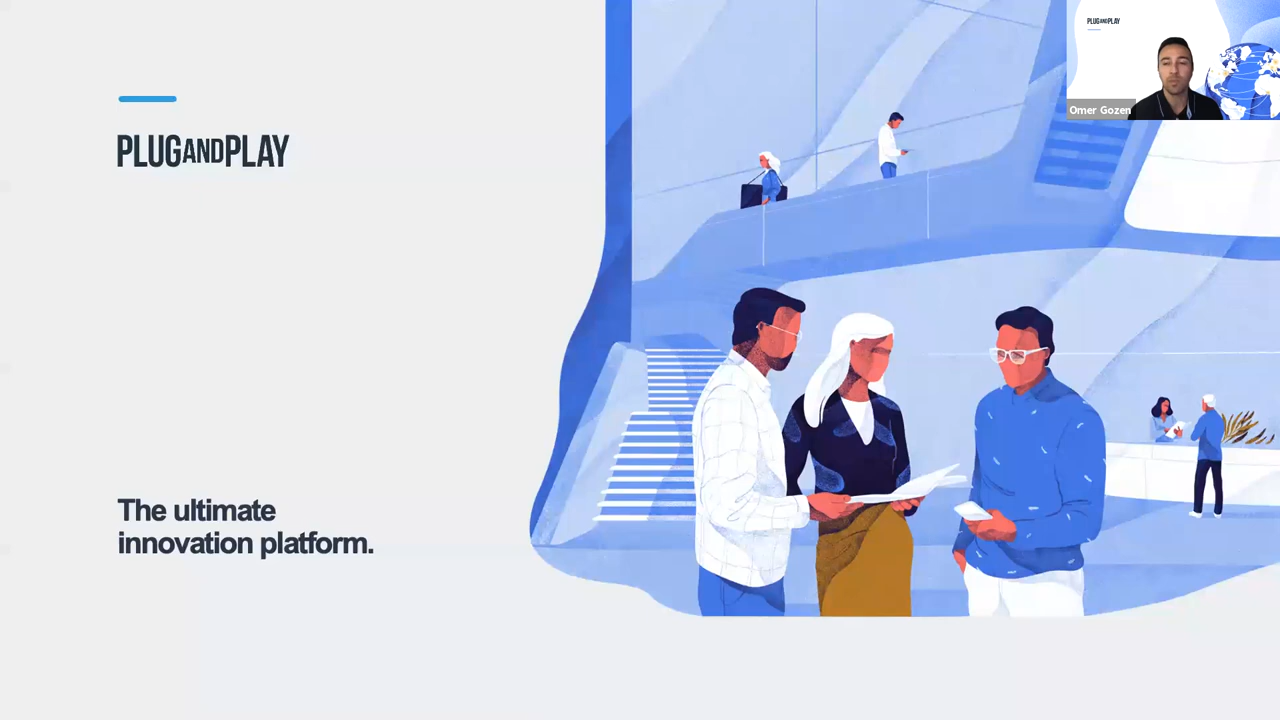 PLUGANDPLAY
The ultimate
innovation platform.
PLUGANDPLAY
Omer Gozen